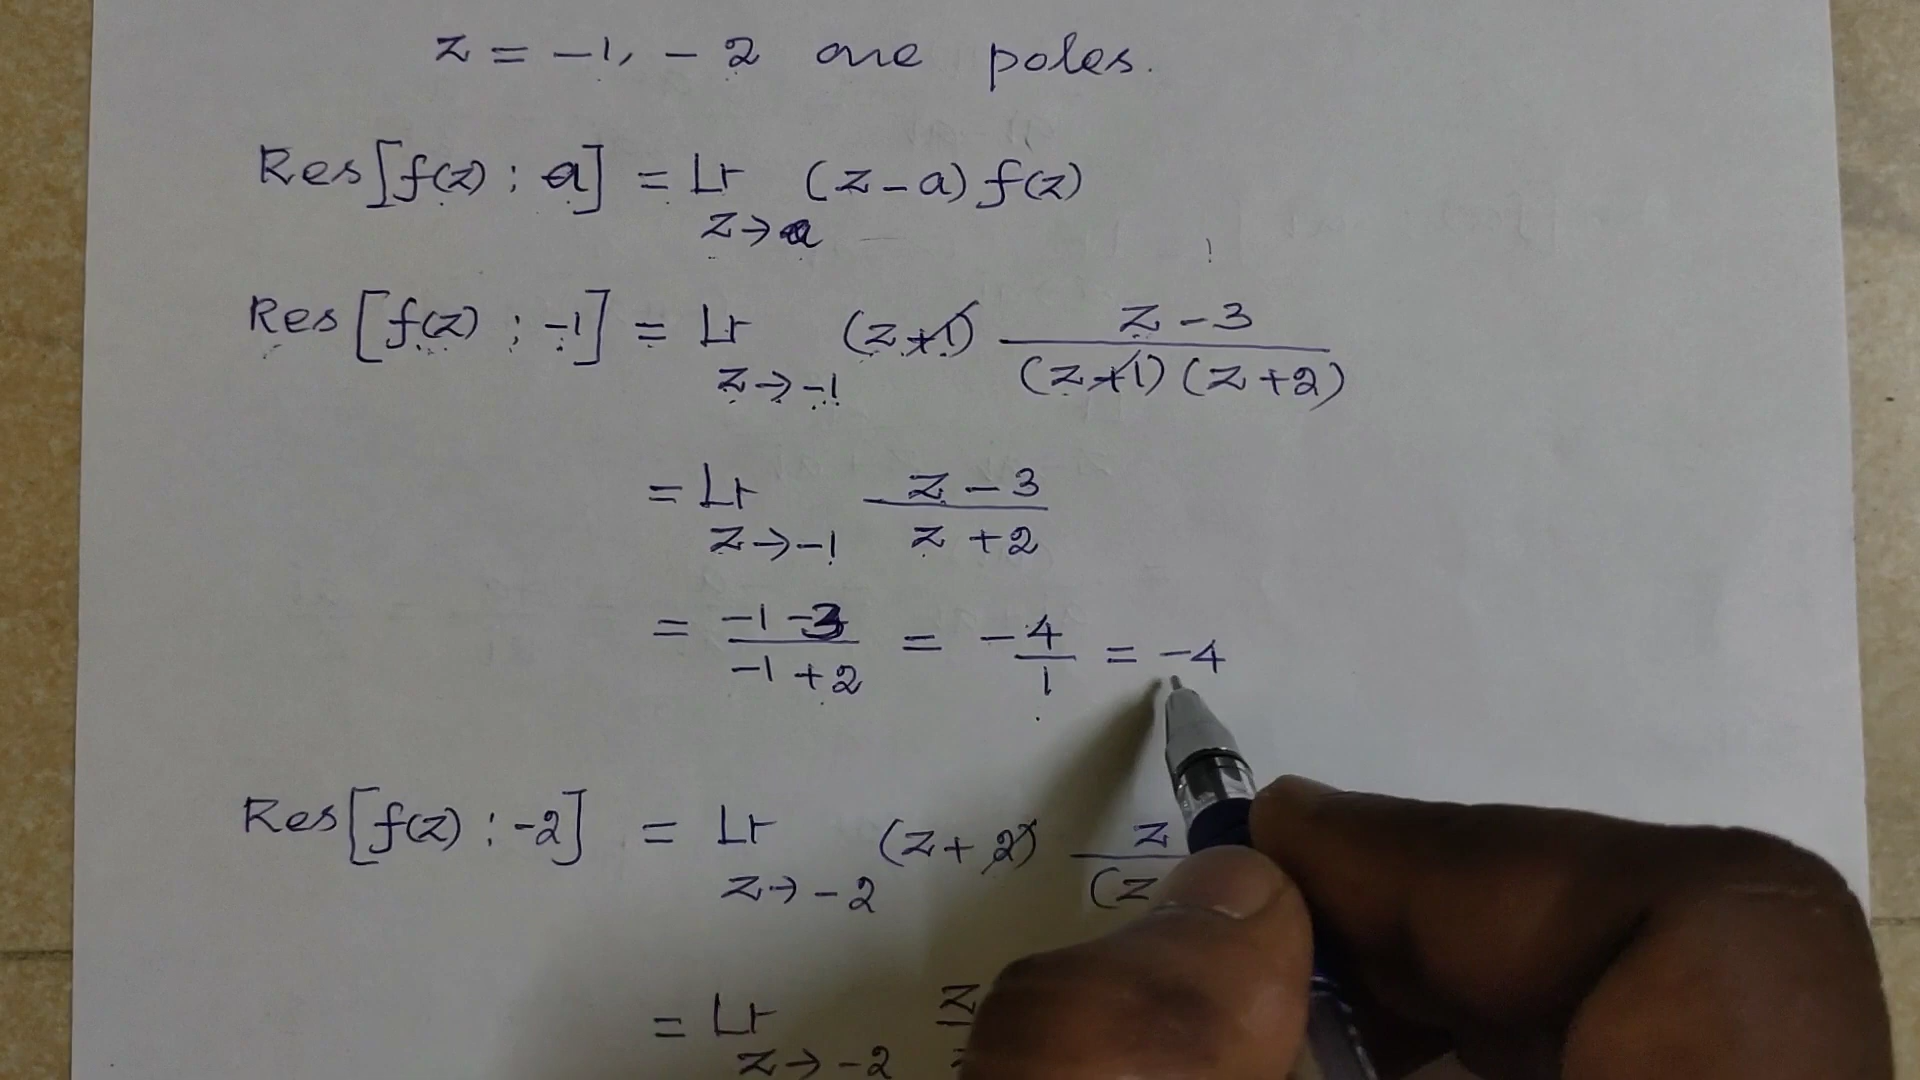 z = -1, -2 are poles.
Res[f(z) : a] = Lt z→a (z-a) f(z)
Res[f(z) : -1] = Lt z→-1 (z+1) z-3 / (z+1)(z+2)
= Lt z→-1 z-3 / z+2
= -1-3 / -1+2 = -4/1 = -4
Res[f(z) : -2] = Lt z→-2 (z+2) z / (z
= Lt z→-2